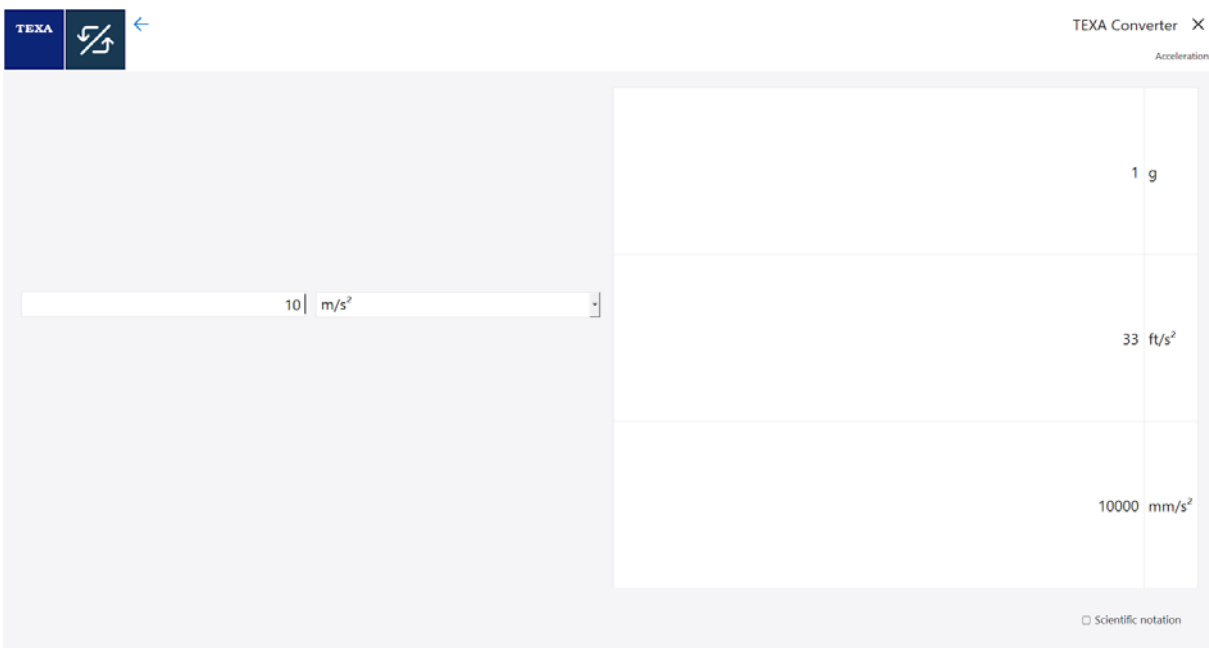 TEXA
TEXA Converter
Acceleration
1 g
10 m/s²
33 ft/s²
10000 mm/s²
Scientific notation